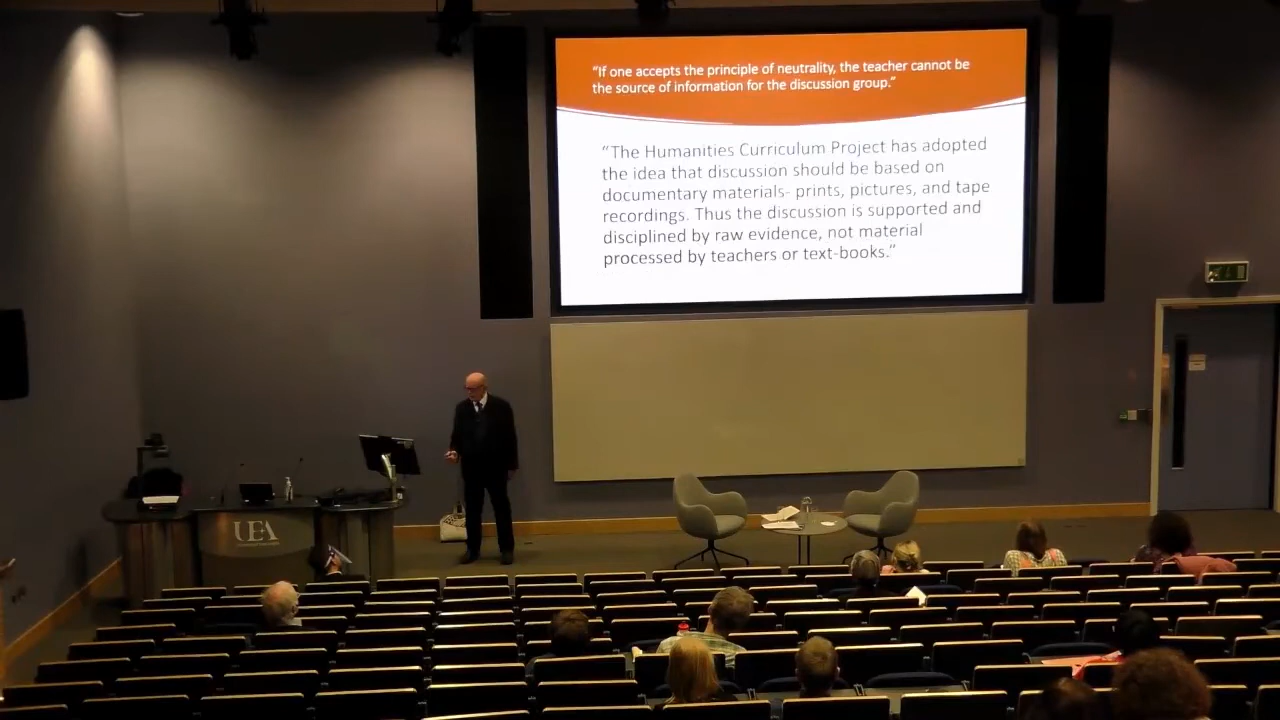 “If one accepts the principle of neutrality, the teacher cannot be
the source of information for the discussion group.”
“The Humanities Curriculum Project has adopted
the idea that discussion should be based on
documentary materials- prints, pictures, and tape
recordings. Thus the discussion is supported and
disciplined by raw evidence, not material
processed by teachers or text-books.”
UEA